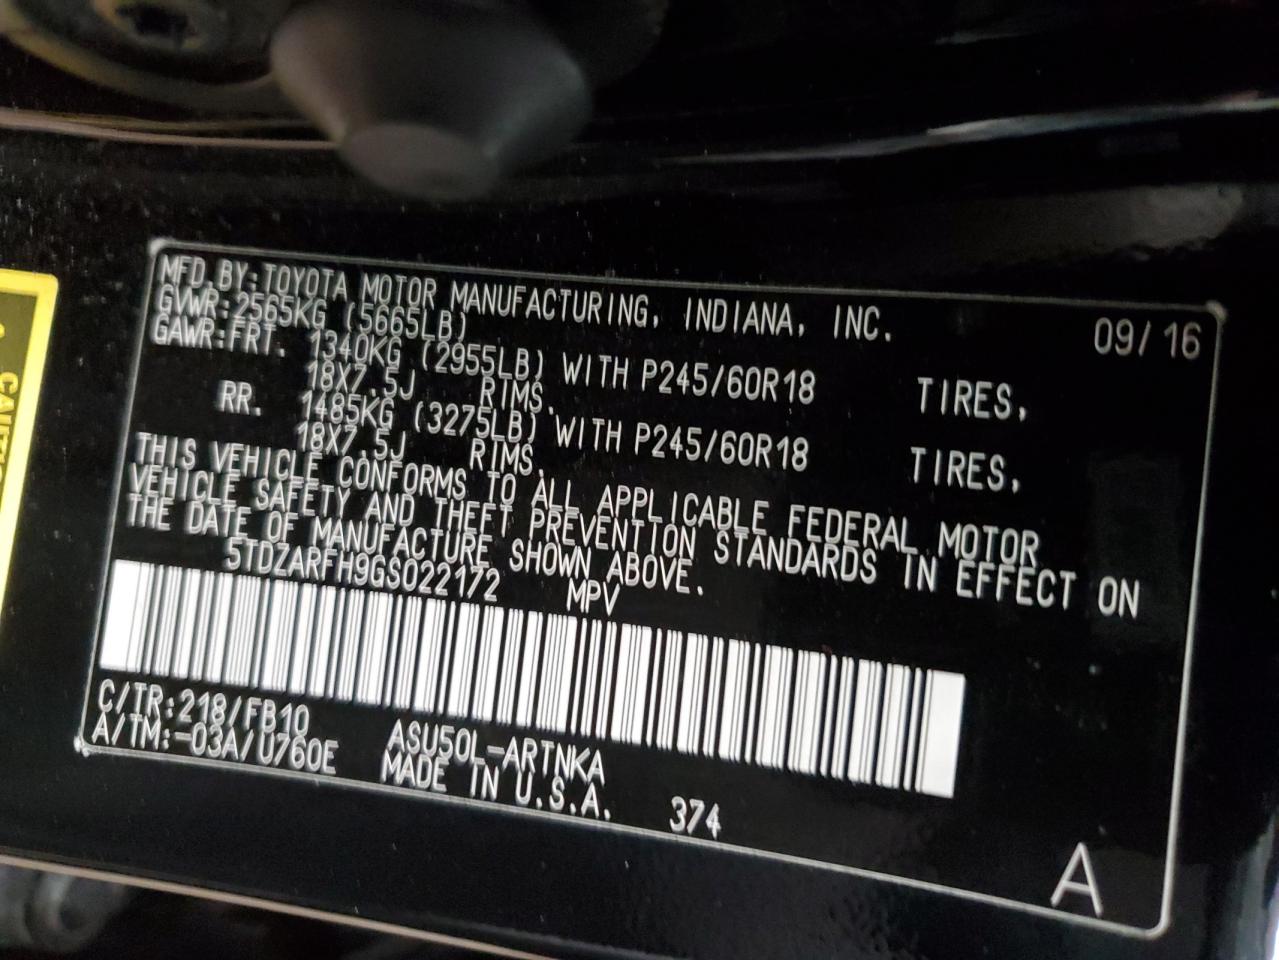 MFD.BY:TOYOTA MOTOR MANUFACTURING, INDIANA, INC. 09/16
GVWR:2565KG (5665LB)
GAWR:FRT. 1340KG (2955LB) WITH P245/60R18 TIRES,
18X7.5J RIMS.
RR. 1485KG (3275LB) WITH P245/60R18 TIRES,
18X7.5J RIMS.
THIS VEHICLE CONFORMS TO ALL APPLICABLE FEDERAL MOTOR
VEHICLE SAFETY AND THEFT PREVENTION STANDARDS IN EFFECT ON
THE DATE OF MANUFACTURE SHOWN ABOVE.
5TDZARFH9GS022172 MPV
C/TR:218/FB10 ASU50L-ARTNKA
A/TM:-03A/U760E MADE IN U.S.A. 374
A